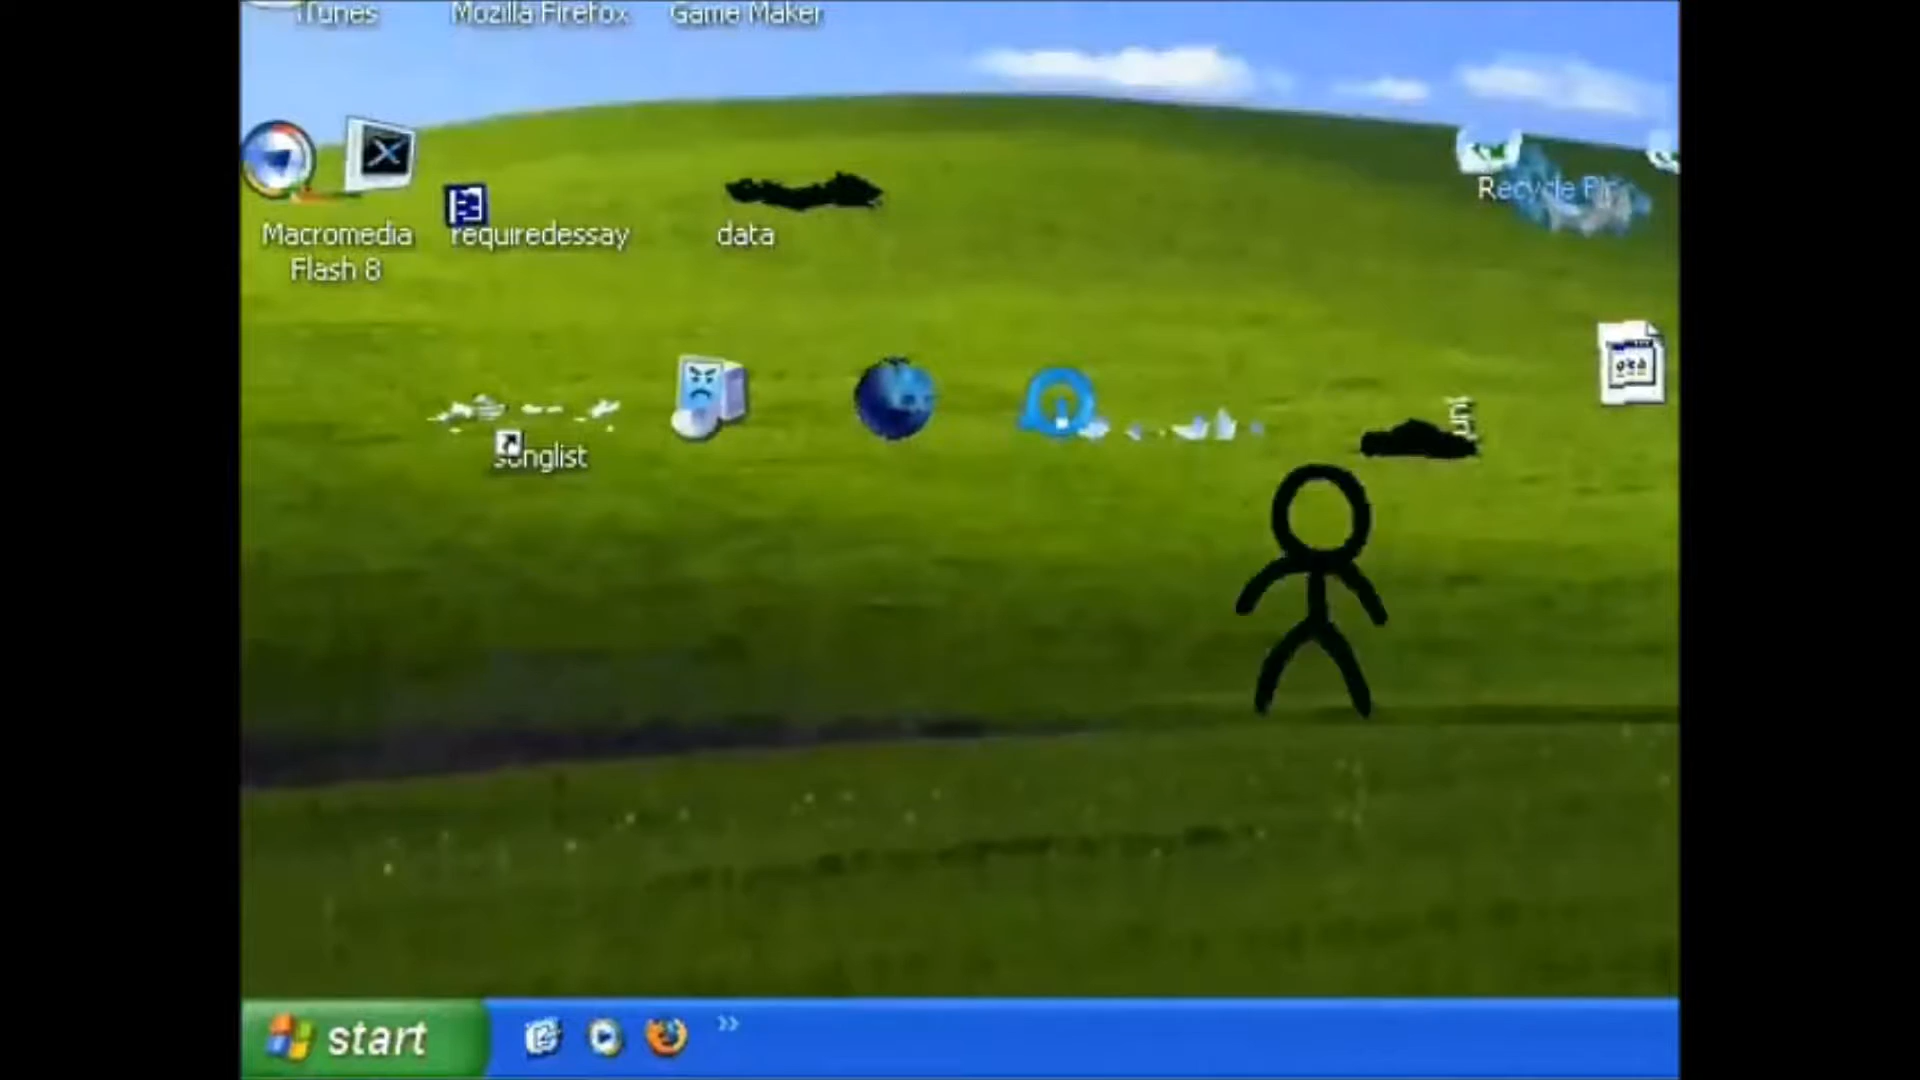 iTunes
Mozilla Firefox
Game Maker
Macromedia
Flash 8
requiredessay
data
Recycle Bin
songlist
start